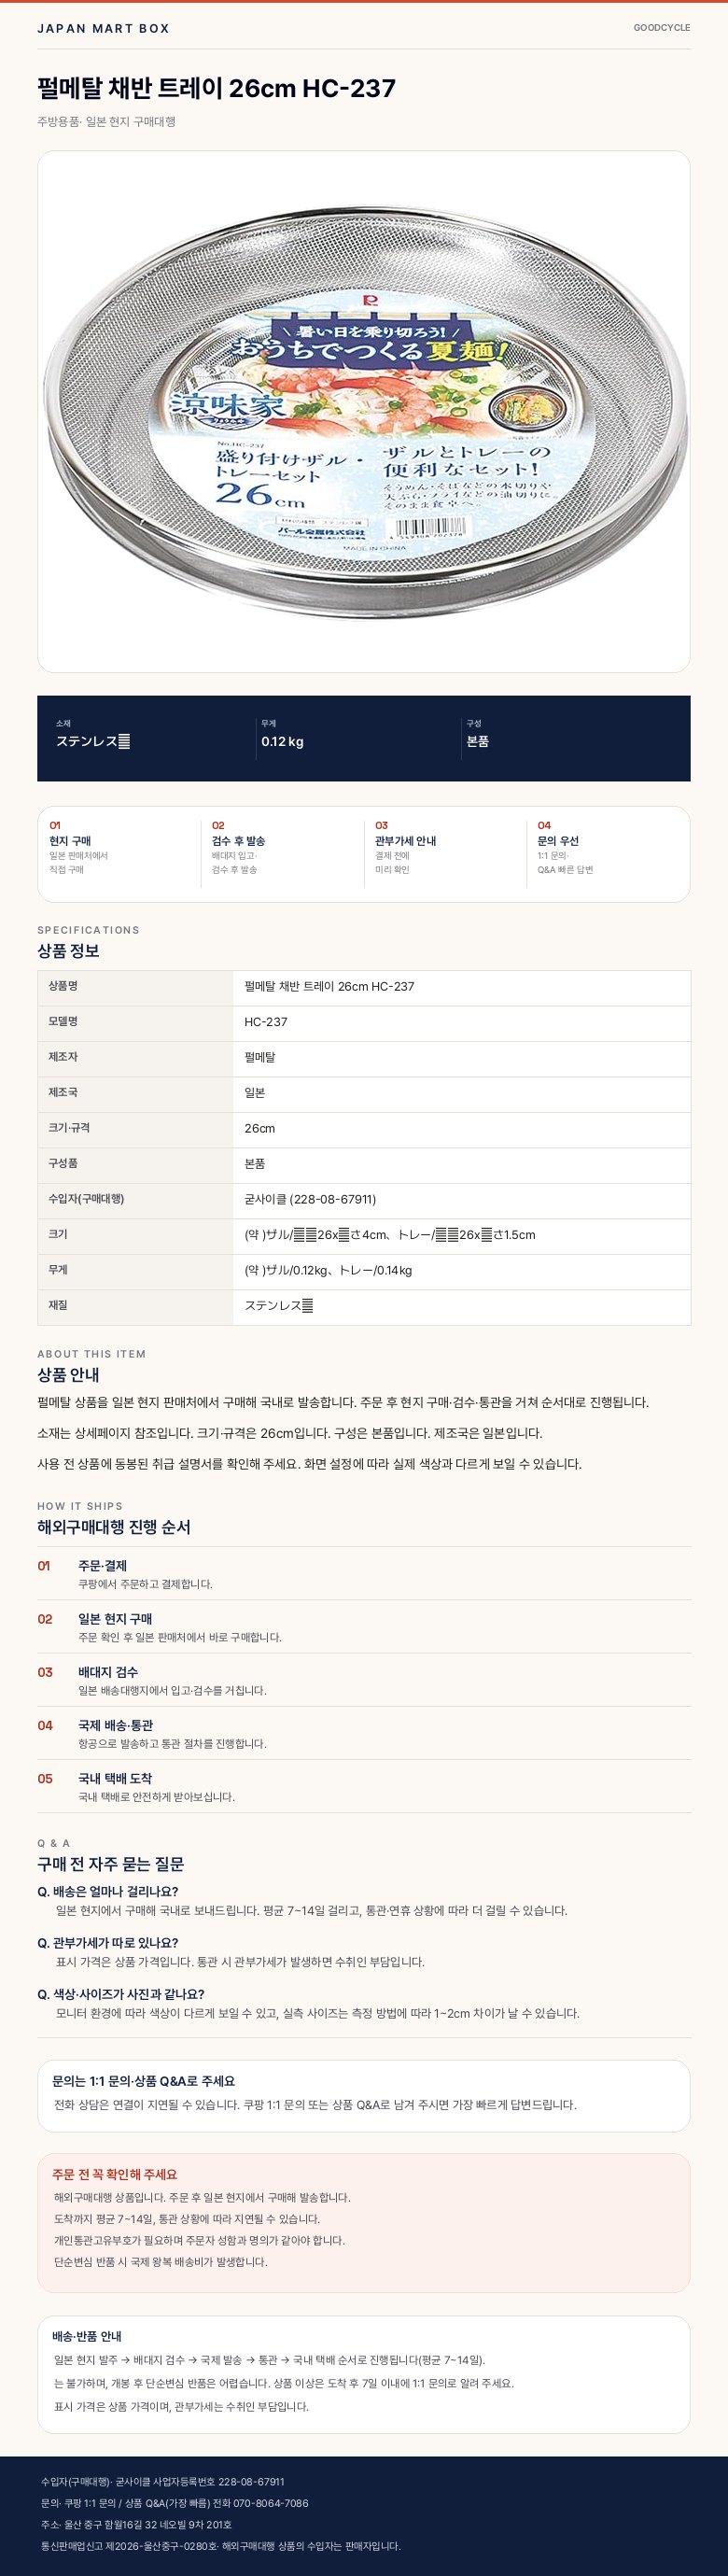 JAPAN MART BOX
GOODCYCLE
펄메탈 채반 트레이 26cm HC-237
주방용품· 일본 현지 구매대행
暑い日を乗り切ろう!
おうちでつくる夏麺!
涼味家
No.HC-237
盛り付けザル・
トレーセット
26cm
ザルとトレーの
便利なセット!
そうめん・そばなどの水切りや
天ぷら・フライなどの油切りに。
そのまま食卓へ。
パール金属株式会社
MADE IN CHINA
소재
ステンレス
무게
0.12 kg
구성
본품
01
현지 구매
일본 판매처에서
직접 구매
02
검수 후 발송
배대지 입고·
검수 후 발송
03
관부가세 안내
결제 전에
미리 확인
04
문의 우선
1:1 문의·
Q&A 빠른 답변
SPECIFICATIONS
상품 정보
상품명 펄메탈 채반 트레이 26cm HC-237
모델명 HC-237
제조자 펄메탈
제조국 일본
크기·규격 26cm
구성품 본품
수입자(구매대행) 굳사이클 (228-08-67911)
크기 (약 )ザル/26xさ4cm、トレー/26xさ1.5cm
무게 (약 )ザル/0.12kg、トレー/0.14kg
재질 ステンレス
ABOUT THIS ITEM
상품 안내
펄메탈 상품을 일본 현지 판매처에서 구매해 국내로 발송합니다. 주문 후 현지 구매·검수·통관을 거쳐 순서대로 진행됩니다.
소재는 상세페이지 참조입니다. 크기·규격은 26cm입니다. 구성은 본품입니다. 제조국은 일본입니다.
사용 전 상품에 동봉된 취급 설명서를 확인해 주세요. 화면 설정에 따라 실제 색상과 다르게 보일 수 있습니다.
HOW IT SHIPS
해외구매대행 진행 순서
01 주문·결제
쿠팡에서 주문하고 결제합니다.
02 일본 현지 구매
주문 확인 후 일본 판매처에서 바로 구매합니다.
03 배대지 검수
일본 배송대행지에서 입고·검수를 거칩니다.
04 국제 배송·통관
항공으로 발송하고 통관 절차를 진행합니다.
05 국내 택배 도착
국내 택배로 안전하게 받아보십니다.
Q & A
구매 전 자주 묻는 질문
Q. 배송은 얼마나 걸리나요?
일본 현지에서 구매해 국내로 보내드립니다. 평균 7~14일 걸리고, 통관·연휴 상황에 따라 더 걸릴 수 있습니다.
Q. 관부가세가 따로 있나요?
표시 가격은 상품 가격입니다. 통관 시 관부가세가 발생하면 수취인 부담입니다.
Q. 색상·사이즈가 사진과 같나요?
모니터 환경에 따라 색상이 다르게 보일 수 있고, 실측 사이즈는 측정 방법에 따라 1~2cm 차이가 날 수 있습니다.
문의는 1:1 문의·상품 Q&A로 주세요
전화 상담은 연결이 지연될 수 있습니다. 쿠팡 1:1 문의 또는 상품 Q&A로 남겨 주시면 가장 빠르게 답변드립니다.
주문 전 꼭 확인해 주세요
해외구매대행 상품입니다. 주문 후 일본 현지에서 구매해 발송합니다.
도착까지 평균 7~14일, 통관 상황에 따라 지연될 수 있습니다.
개인통관고유부호가 필요하며 주문자 성함과 명의가 같아야 합니다.
단순변심 반품 시 국제 왕복 배송비가 발생합니다.
배송·반품 안내
일본 현지 발주 → 배대지 검수 → 국제 발송 → 통관 → 국내 택배 순서로 진행됩니다(평균 7~14일).
는 불가하며, 개봉 후 단순변심 반품은 어렵습니다. 상품 이상은 도착 후 7일 이내에 1:1 문의로 알려 주세요.
표시 가격은 상품 가격이며, 관부가세는 수취인 부담입니다.
수입자(구매대행)· 굳사이클 사업자등록번호 228-08-67911
문의· 쿠팡 1:1 문의 / 상품 Q&A(가장 빠름) 전화 070-8064-7086
주소· 울산 중구 함월16길 32 네오빌 9차 201호
통신판매업신고 제2026-울산중구-0280호· 해외구매대행 상품의 수입자는 판매자입니다.